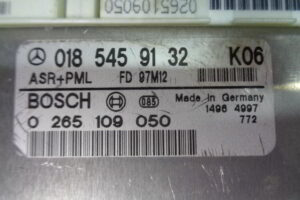 0265109050
018 545 91 32 K06
ASR+PML FD 97M12
BOSCH 085 Made in Germany
0 265 109 050 1496 4997
772